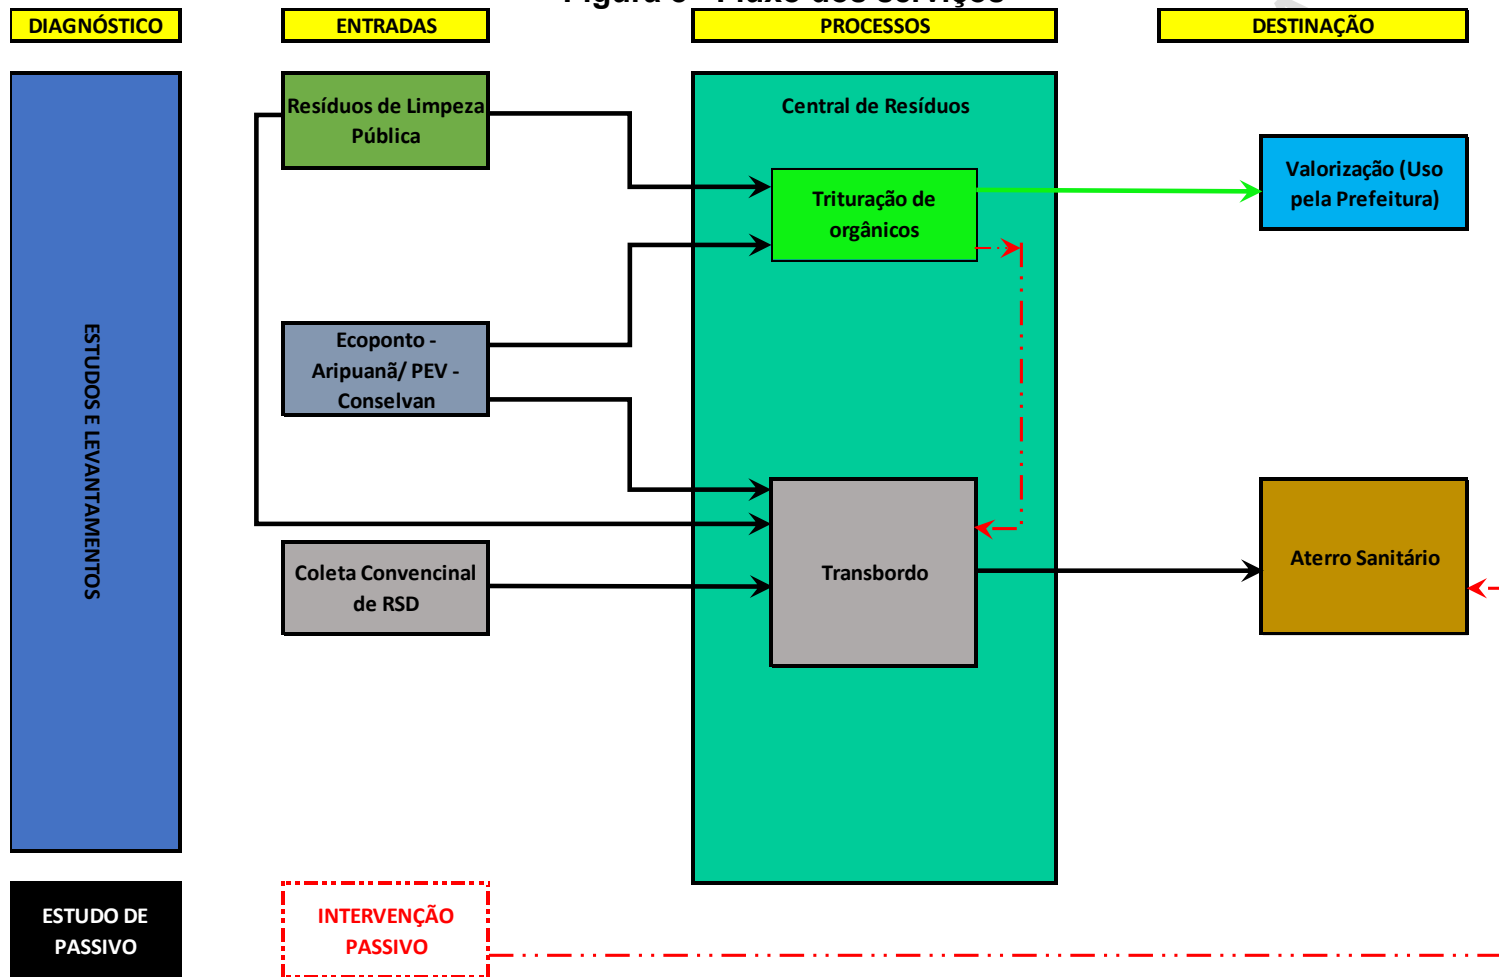 DIAGNÓSTICO
ENTRADAS
PROCESSOS
DESTINAÇÃO
Resíduos de Limpeza
Pública
Central de Resíduos
Trituração de
orgânicos
Valorização (Uso
pela Prefeitura)
ESTUDOS E LEVANTAMENTOS
Ecoponto -
Aripuanã/ PEV -
Conselvan
Coleta Convencinal
de RSD
Transbordo
Aterro Sanitário
ESTUDO DE
PASSIVO
INTERVENÇÃO
PASSIVO